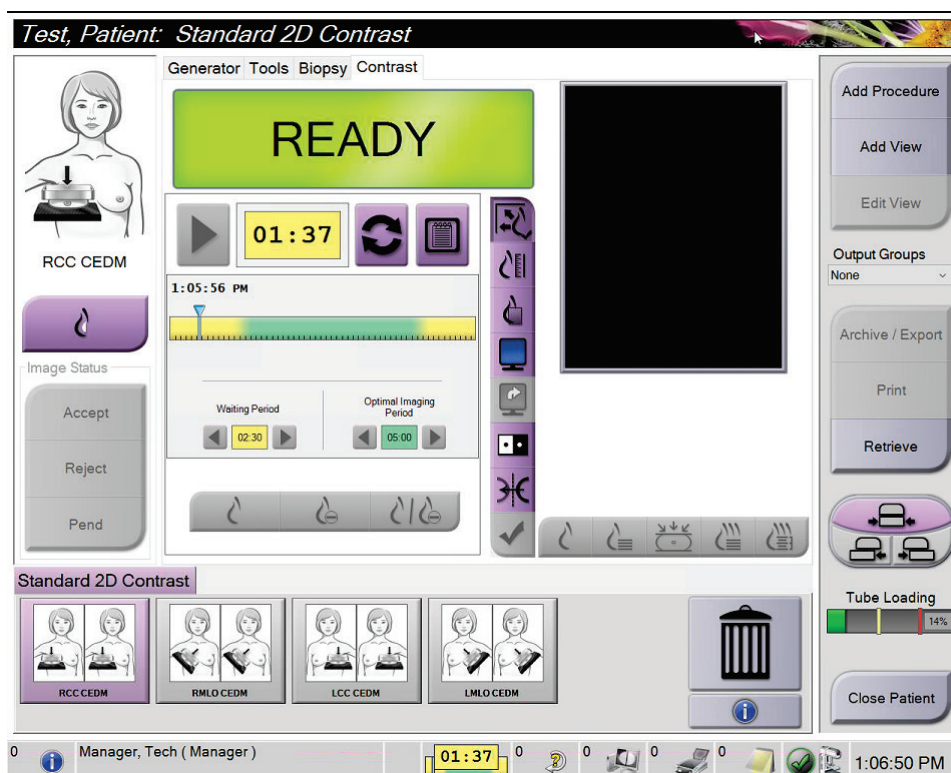 Test, Patient: Standard 2D Contrast
Generator Tools Biopsy Contrast
READY
RCC CEDM
01:37
1:05:56 PM
Waiting Period
Optimal Imaging
Period
02:30
05:00
Image Status
Accept
Reject
Pend
Add Procedure
Add View
Edit View
Output Groups
None
Archive / Export
Print
Retrieve
Tube Loading
14%
Close Patient
Standard 2D Contrast
RCC CEDM
RMLO CEDM
LCC CEDM
LMLO CEDM
0
Manager, Tech ( Manager )
01:37
0
0
0
0
1:06:50 PM